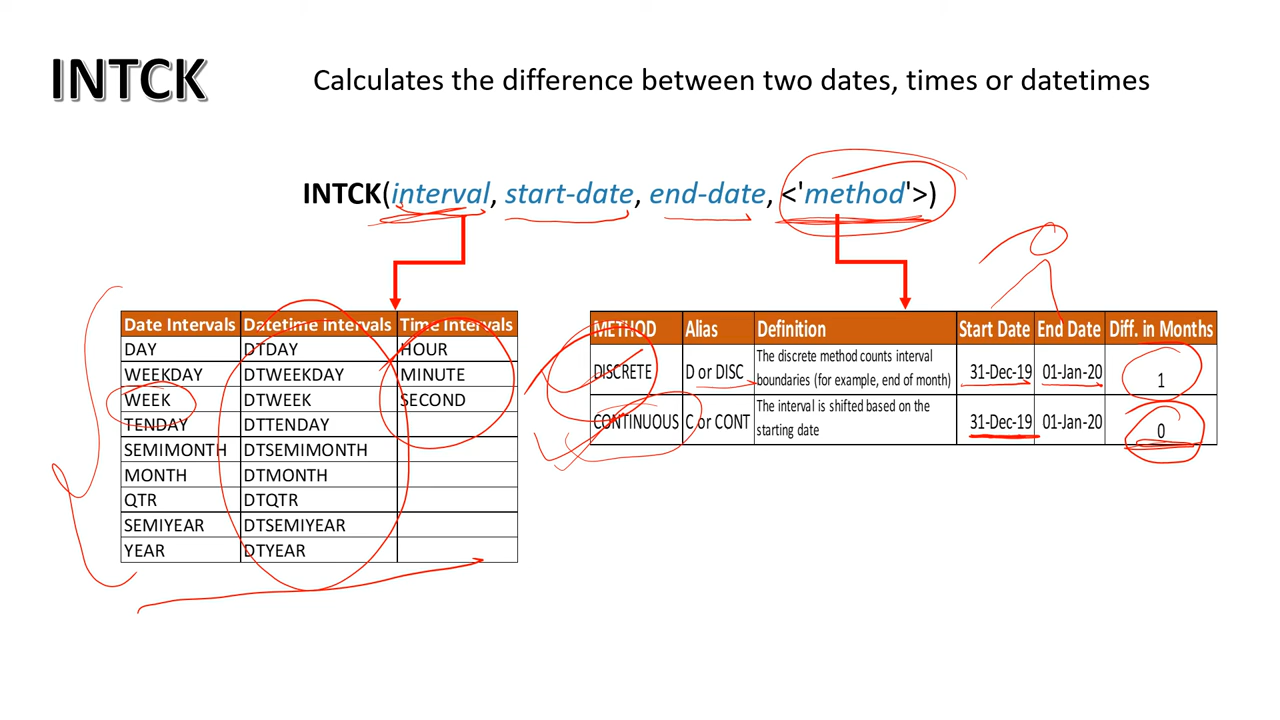 INTCK
Calculates the difference between two dates, times or datetimes
INTCK(interval, start-date, end-date, <'method'>)
Date Intervals Datetime Intervals Time Intervals
DAY DTDAY HOUR
WEEKDAY DTWEEKDAY MINUTE
WEEK DTWEEK SECOND
TENDAY DTTENDAY
SEMIMONTH DTSEMIMONTH
MONTH DTMONTH
QTR DTQTR
SEMIYEAR DTSEMIYEAR
YEAR DTYEAR
METHOD Alias Definition Start Date End Date Diff. in Months
DISCRETE D or DISC The discrete method counts interval
boundaries (for example, end of month) 31-Dec-19 01-Jan-20 1
CONTINUOUS C or CONT The interval is shifted based on the
starting date 31-Dec-19 01-Jan-20 0